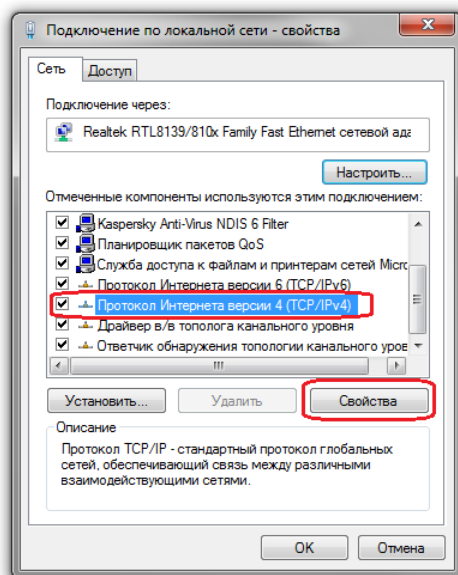 Подключение по локальной сети - свойства
Сеть
Доступ
Подключение через:
Realtek RTL8139/810x Family Fast Ethernet сетевой ада
Настроить...
Отмеченные компоненты используются этим подключением:
Kaspersky Anti-Virus NDIS 6 Filter
Планировщик пакетов QoS
Служба доступа к файлам и принтерам сетей Micro
Протокол Интернета версии 6 (TCP/IPv6)
Протокол Интернета версии 4 (TCP/IPv4)
Драйвер в/в тополога канального уровня
Ответчик обнаружения топологии канального уров
Установить...
Удалить
Свойства
Описание
Протокол TCP/IP - стандартный протокол глобальных
сетей, обеспечивающий связь между различными
взаимодействующими сетями.
OK
Отмена